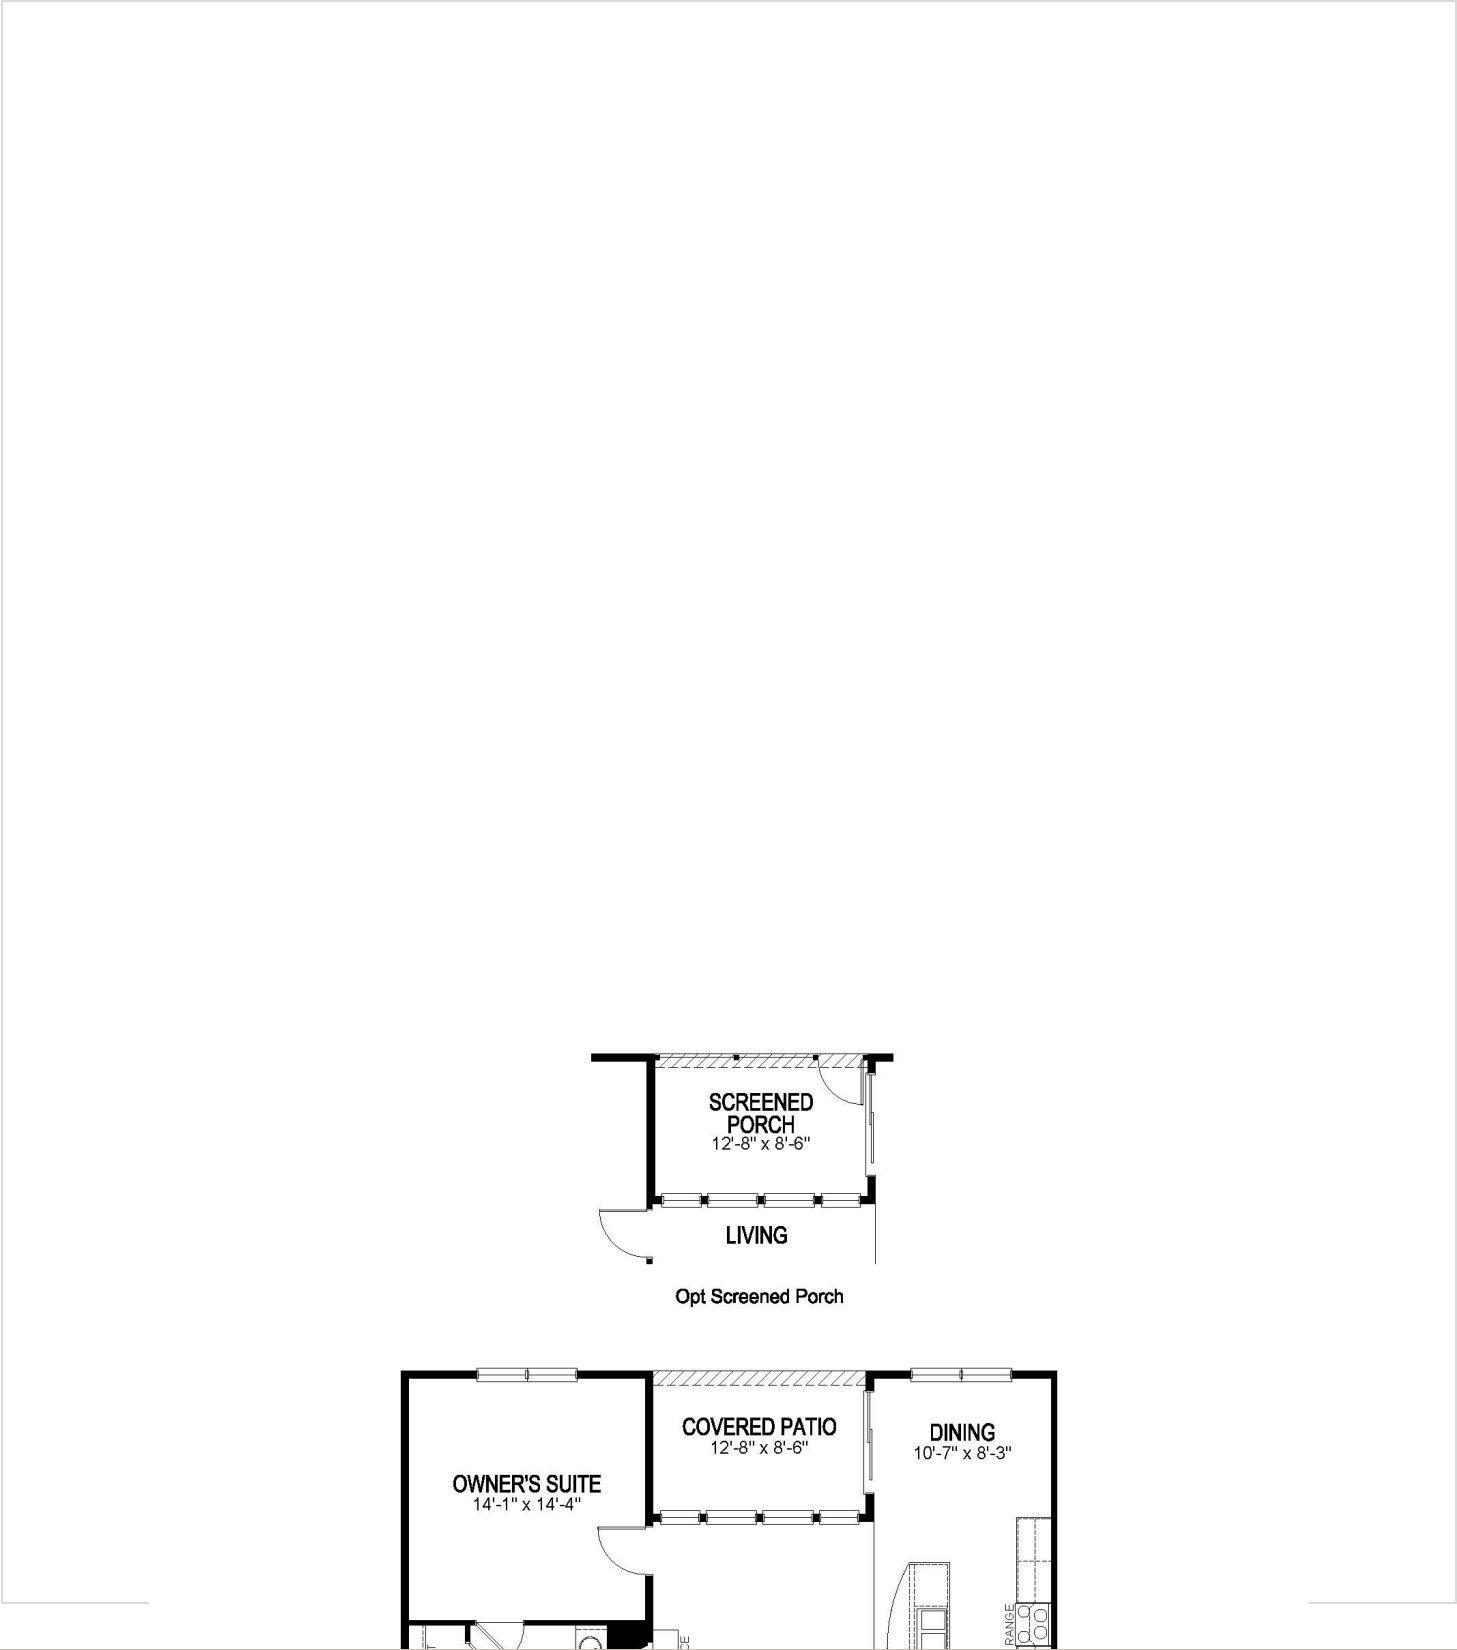 SCREENED
PORCH
12'-8" x 8'-6"
LIVING
Opt Screened Porch
COVERED PATIO
12'-8" x 8'-6"
DINING
10'-7" x 8'-3"
OWNER'S SUITE
14'-1" x 14'-4"
RANGE